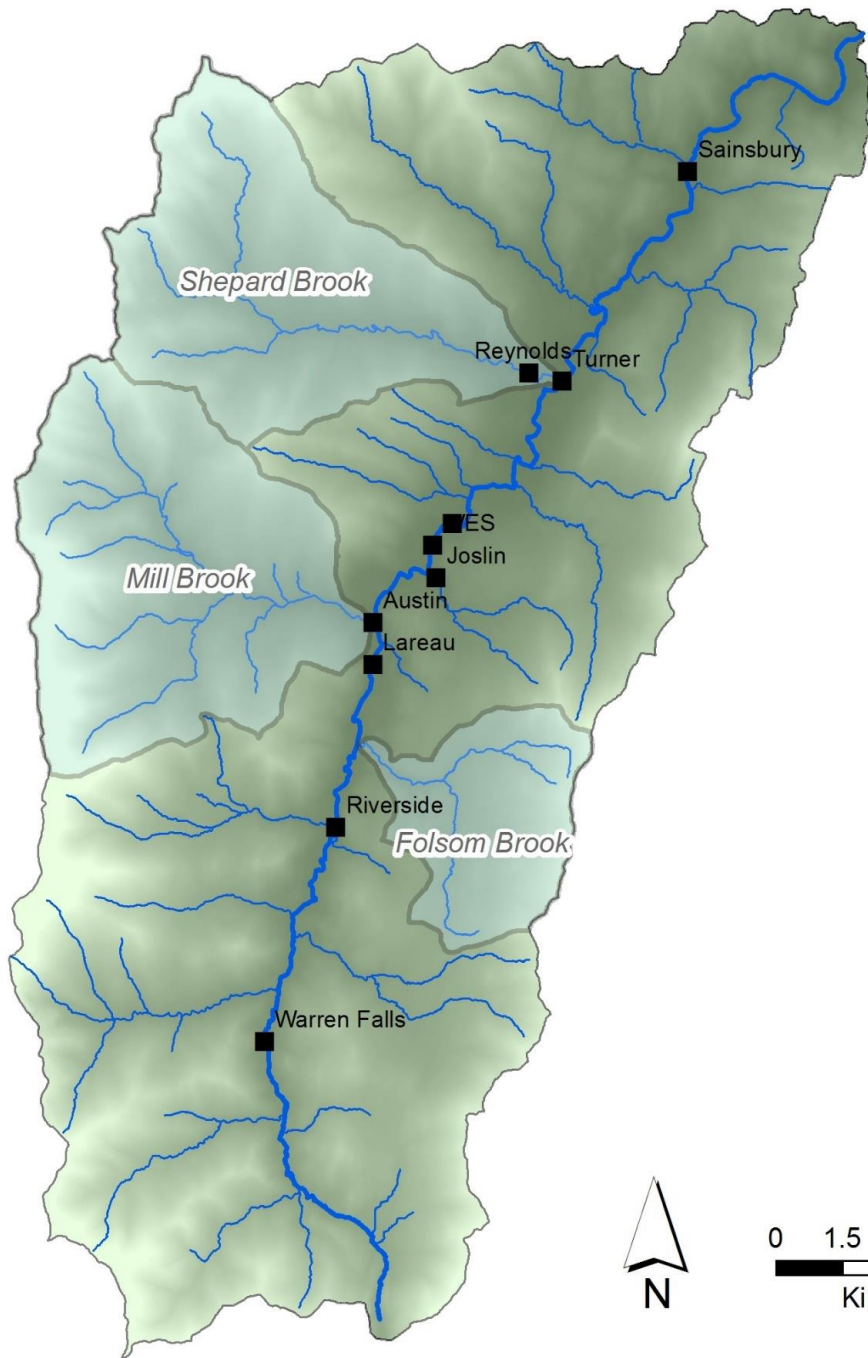 Sainsbury
Shepard Brook
Reynolds
Turner
ES
Joslin
Mill Brook
Austin
Lareau
Riverside
Folsom Brook
Warren Falls
0 1.5
Ki
N